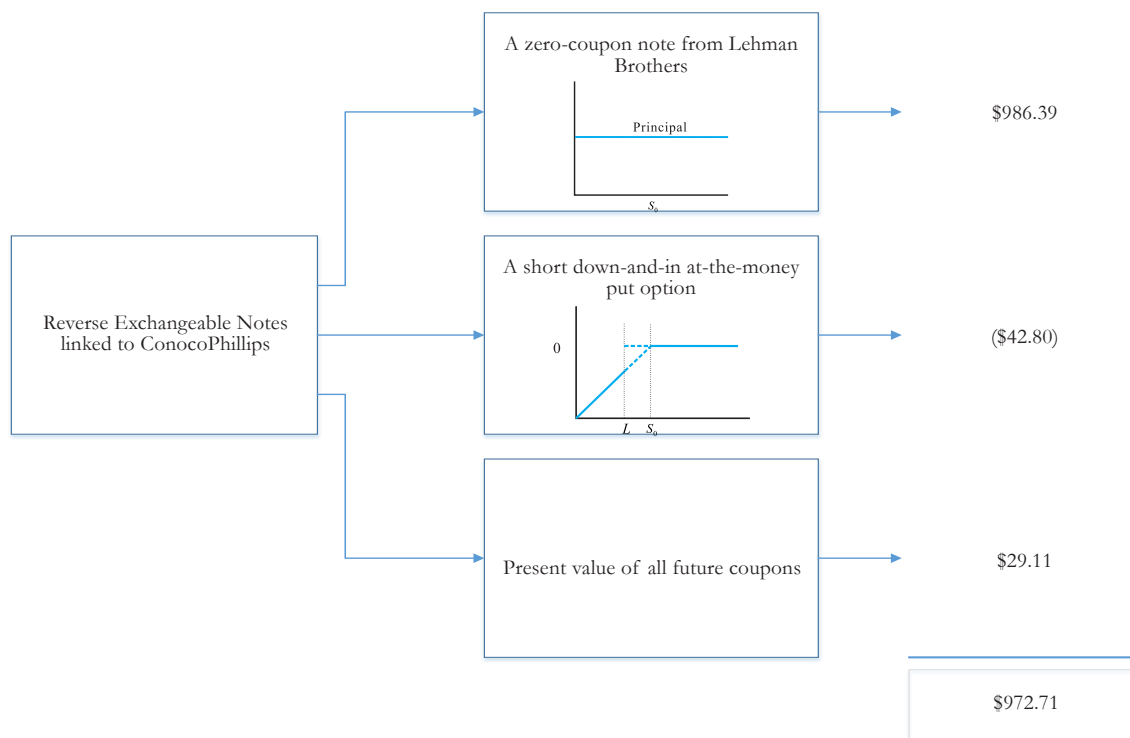 A zero-coupon note from Lehman
Brothers
Principal
S₀
$986.39
Reverse Exchangeable Notes
linked to ConocoPhillips
A short down-and-in at-the-money
put option
0
L
S₀
($42.80)
Present value of all future coupons
$29.11
$972.71